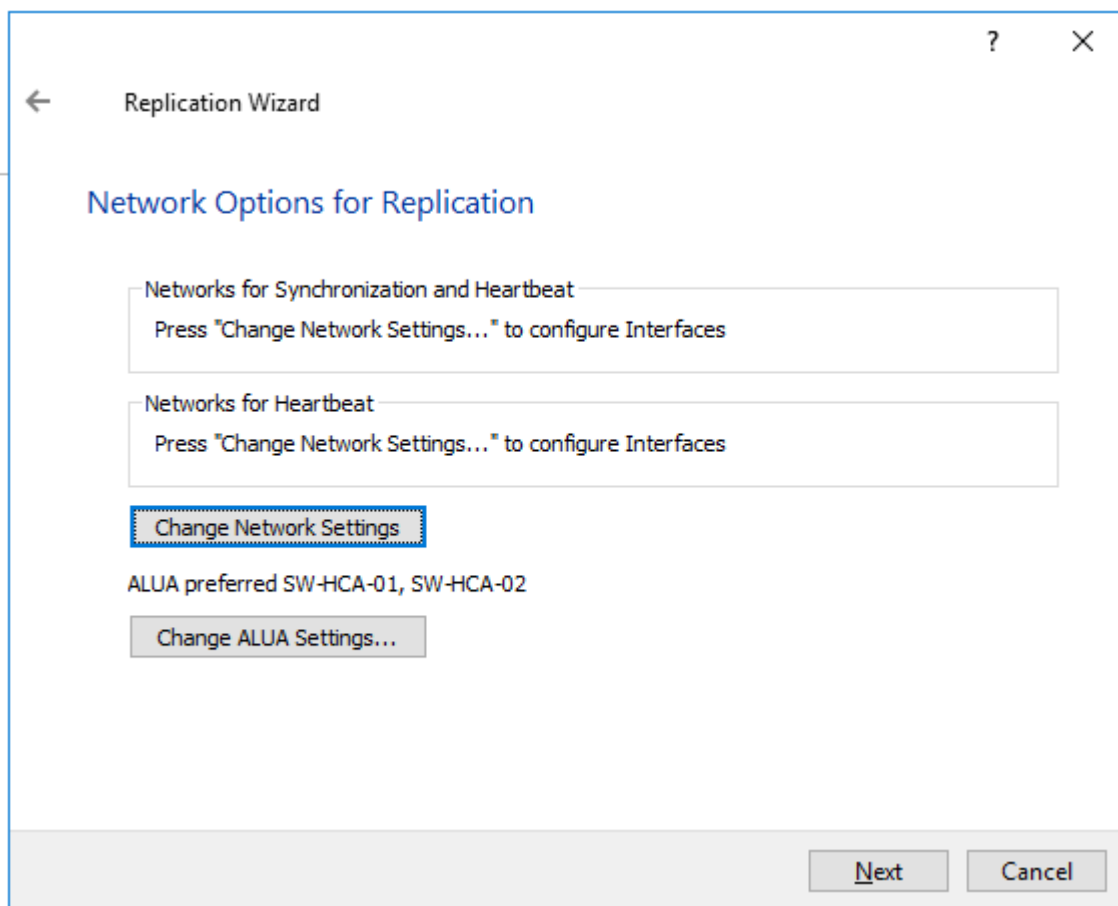 ?
Replication Wizard
Network Options for Replication
Networks for Synchronization and Heartbeat
Press "Change Network Settings..." to configure Interfaces
Networks for Heartbeat
Press "Change Network Settings..." to configure Interfaces
Change Network Settings
ALUA preferred SW-HCA-01, SW-HCA-02
Change ALUA Settings...
Next
Cancel